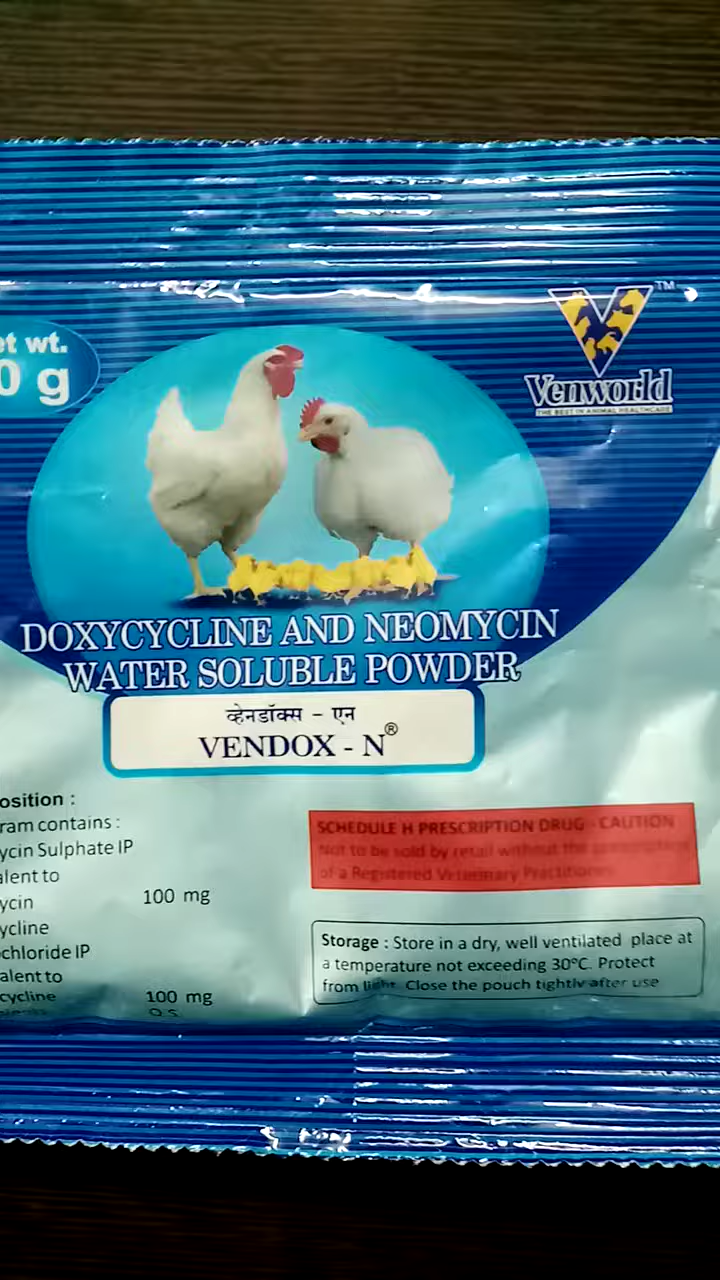 et wt.
0 g
TM
Venworld
THE BEST IN ANIMAL HEALTHCARE
DOXYCYCLINE AND NEOMYCIN
WATER SOLUBLE POWDER
व्हेनडॉक्स - एन
VENDOX - N®
osition :
ram contains :
ycin Sulphate IP
alent to
ycin 100 mg
ycline
chloride IP
alent to
cycline 100 mg
Q.S.
SCHEDULE H PRESCRIPTION DRUG - CAUTION
Not to be sold by retail without the prescription
of a Registered Veterinary Practitioner
Storage : Store in a dry, well ventilated place at
a temperature not exceeding 30°C. Protect
from light. Close the pouch tightly after use